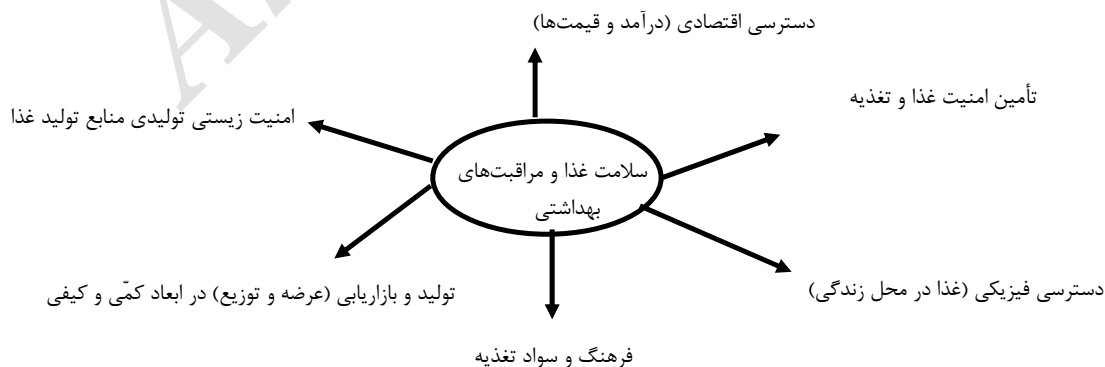 دسترسی اقتصادی (درآمد و قیمت‌ها)
تأمین امنیت غذا و تغذیه
امنیت زیستی تولیدی منابع تولید غذا
سلامت غذا و مراقبت‌های
بهداشتی
دسترسی فیزیکی (غذا در محل زندگی)
تولید و بازاریابی (عرضه و توزیع) در ابعاد کمّی و کیفی
فرهنگ و سواد تغذیه